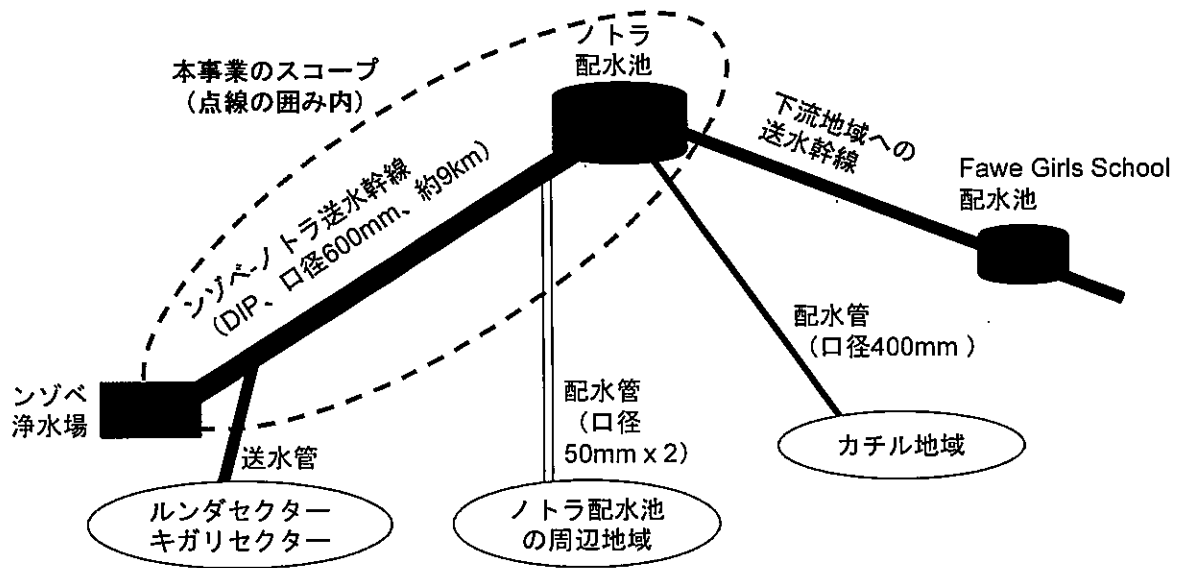 ノトラ
配水池
本事業のスコープ
（点線の囲み内）
下流地域への
送水幹線
Fawe Girls School
配水池
ンゾベ-ノトラ送水幹線
（DIP、口径600mm、約9km）
配水管
（口径400mm ）
ンゾベ
浄水場
配水管
（口径
50mm x 2）
カチル地域
送水管
ルンダセクター
キガリセクター
ノトラ配水池
の周辺地域